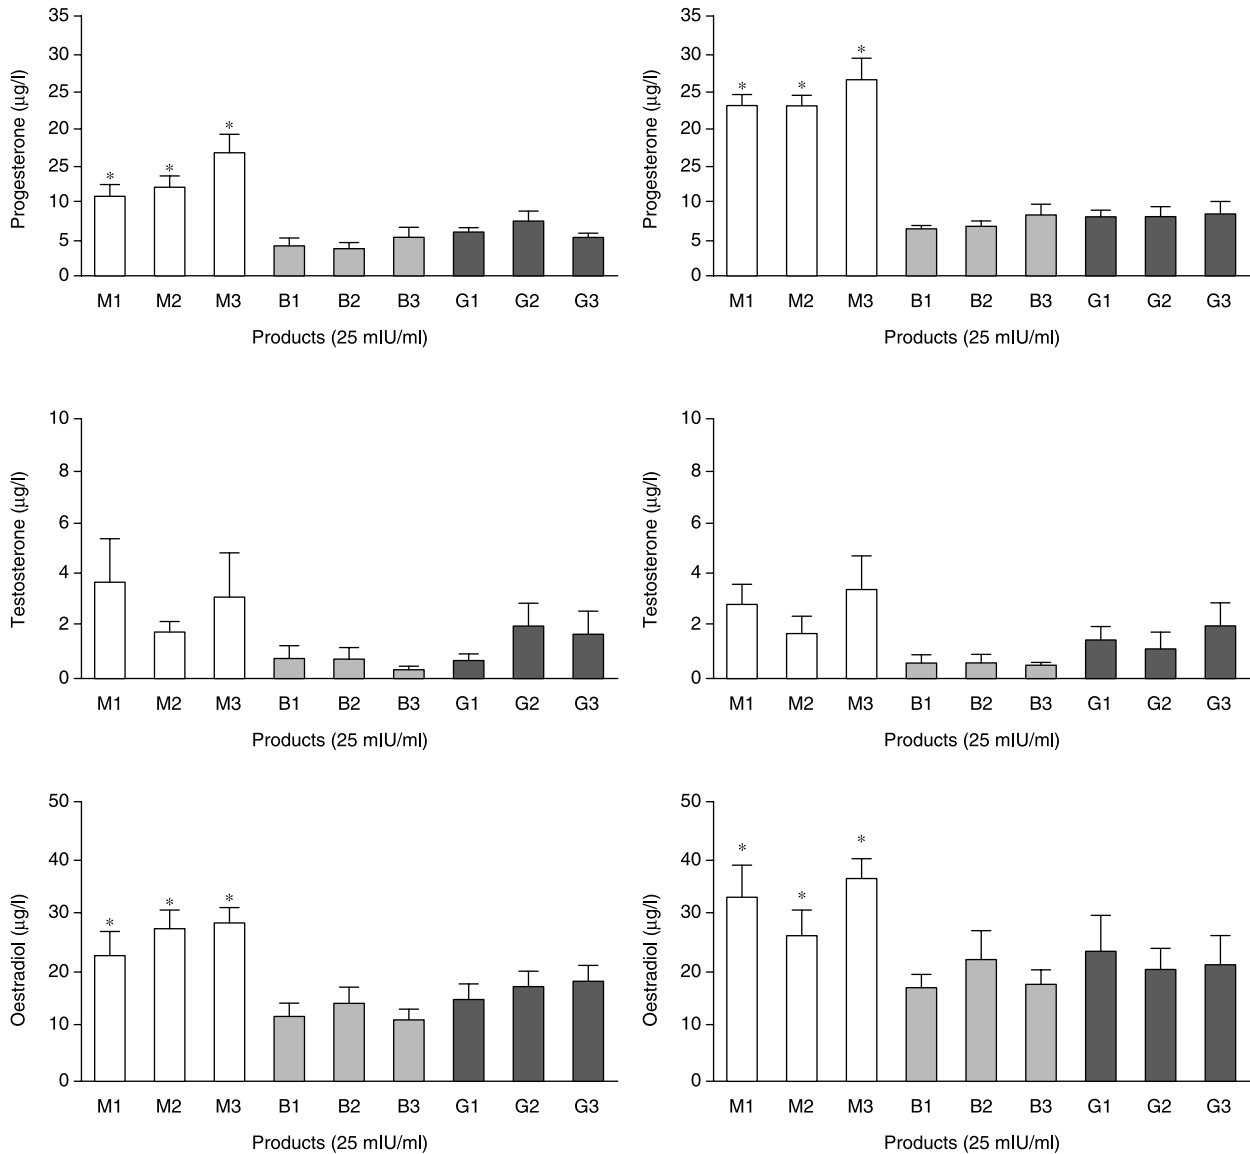 35
30
25
20
25
10
5
0
Progesterone (µg/l)
* * *
M1 M2 M3 B1 B2 B3 G1 G2 G3
Products (25 mIU/ml)
35
30
25
20
25
10
5
0
Progesterone (µg/l)
* * *
M1 M2 M3 B1 B2 B3 G1 G2 G3
Products (25 mIU/ml)
10
8
6
4
2
0
Testosterone (µg/l)
M1 M2 M3 B1 B2 B3 G1 G2 G3
Products (25 mIU/ml)
10
8
6
4
2
0
Testosterone (µg/l)
M1 M2 M3 B1 B2 B3 G1 G2 G3
Products (25 mIU/ml)
50
40
30
20
10
0
Oestradiol (µg/l)
* * *
M1 M2 M3 B1 B2 B3 G1 G2 G3
Products (25 mIU/ml)
50
40
30
20
10
0
Oestradiol (µg/l)
* * *
M1 M2 M3 B1 B2 B3 G1 G2 G3
Products (25 mIU/ml)